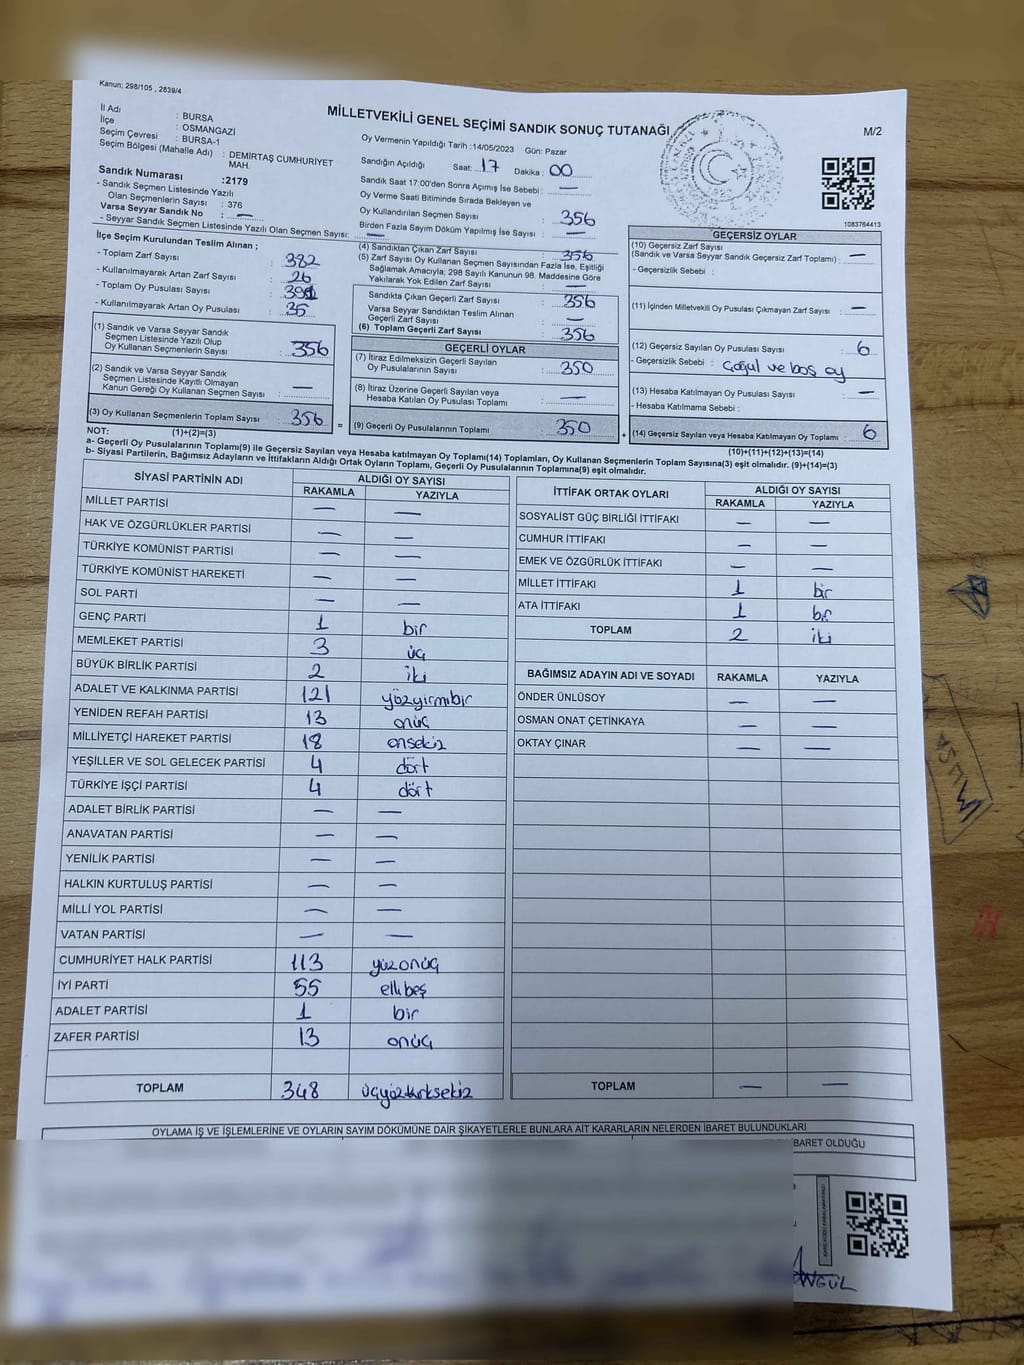 Kanun; 298/105 , 2839/4
MİLLETVEKİLİ GENEL SEÇİMİ SANDIK SONUÇ TUTANAĞI
M/2
İl Adı : BURSA
İlçe : OSMANGAZİ
Seçim Çevresi : BURSA-1
Seçim Bölgesi (Mahalle Adı) : DEMİRTAŞ CUMHURİYET
MAH.
Sandık Numarası :2179
- Sandık Seçmen Listesinde Yazılı
Olan Seçmenlerin Sayısı : 376
Varsa Seyyar Sandık No : —
- Seyyar Sandık Seçmen Listesinde Yazılı Olan Seçmen Sayısı: —
Oy Vermenin Yapıldığı Tarih :14/05/2023 Gün: Pazar
Sandığın Açıldığı Saat: 17 Dakika : 00
Sandık Saat 17:00'den Sonra Açımış İse Sebebi : —
Oy Verme Saati Bitiminde Sırada Bekleyen ve
Oy Kullandırılan Seçmen Sayısı : 356
Birden Fazla Sayım Döküm Yapılmış İse Sayısı : —
1083764413
İlçe Seçim Kurulundan Teslim Alınan ;
- Toplam Zarf Sayısı : 382
- Kullanılmayarak Artan Zarf Sayısı : 26
- Toplam Oy Pusulası Sayısı : 391
- Kullanılmayarak Artan Oy Pusulası : 35
(1) Sandık ve Varsa Seyyar Sandık
Seçmen Listesinde Yazılı Olup
Oy Kullanan Seçmenlerin Sayısı : 356
(2) Sandık ve Varsa Seyyar Sandık
Seçmen Listesinde Kayıtlı Olmayan
Kanun Gereği Oy Kullanan Seçmen Sayısı : —
(3) Oy Kullanan Seçmenlerin Toplam Sayısı : 356
(4) Sandıktan Çıkan Zarf Sayısı : 356
(5) Zarf Sayısı Oy Kullanan Seçmen Sayısından Fazla İse, Eşitliği
Sağlamak Amacıyla; 298 Sayılı Kanunun 98. Maddesine Göre
Yakılarak Yok Edilen Zarf Sayısı : —
Sandıkta Çıkan Geçerli Zarf Sayısı : 356
Varsa Seyyar Sandıktan Teslim Alınan
Geçerli Zarf Sayısı : —
(6) Toplam Geçerli Zarf Sayısı : 356
GEÇERLİ OYLAR
(7) İtiraz Edilmeksizin Geçerli Sayılan
Oy Pusulalarının Sayısı : 350
(8) İtiraz Üzerine Geçerli Sayılan veya
Hesaba Katılan Oy Pusulası Toplamı : —
= (9) Geçerli Oy Pusulalarının Toplamı : 350
GEÇERSİZ OYLAR
(10) Geçersiz Zarf Sayısı
(Sandık ve Varsa Seyyar Sandık Geçersiz Zarf Toplamı) : —
- Geçersizlik Sebebi :
(11) İçinden Milletvekili Oy Pusulası Çıkmayan Zarf Sayısı : —
(12) Geçersiz Sayılan Oy Pusulası Sayısı : 6
- Geçersizlik Sebebi : Çoğul ve boş oy
(13) Hesaba Katılmayan Oy Pusulası Sayısı : —
- Hesaba Katılmama Sebebi :
+ (14) Geçersiz Sayılan veya Hesaba Katılmayan Oy Toplamı : 6
NOT: (1)+(2)=(3) (10)+(11)+(12)+(13)=(14)
a- Geçerli Oy Pusulalarının Toplamı(9) ile Geçersiz Sayılan veya hesaba katılmayan Oy Toplamı(14) Toplamları, Oy Kullanan Seçmenlerin Toplam Sayısına(3) eşit olmalıdır. (9)+(14)=(3)
b- Siyasi Partilerin, Bağımsız Adayların ve İttifakların Aldığı Ortak Oyların Toplamı, Geçerli Oy Pusulalarının Toplamına(9) eşit olmalıdır.
SİYASİ PARTİNİN ADI ALDIĞI OY SAYISI
RAKAMLA YAZIYLA
MİLLET PARTİSİ — —
HAK VE ÖZGÜRLÜKLER PARTİSİ — —
TÜRKİYE KOMÜNİST PARTİSİ — —
TÜRKİYE KOMÜNİST HAREKETİ — —
SOL PARTİ — —
GENÇ PARTİ 1 bir
MEMLEKET PARTİSİ 3 üç
BÜYÜK BİRLİK PARTİSİ 2 iki
ADALET VE KALKINMA PARTİSİ 121 yüzyirmibir
YENİDEN REFAH PARTİSİ 13 onüç
MİLLİYETÇİ HAREKET PARTİSİ 18 onsekiz
YEŞİLLER VE SOL GELECEK PARTİSİ 4 dört
TÜRKİYE İŞÇİ PARTİSİ 4 dört
ADALET BİRLİK PARTİSİ — —
ANAVATAN PARTİSİ — —
YENİLİK PARTİSİ — —
HALKIN KURTULUŞ PARTİSİ — —
MİLLİ YOL PARTİSİ — —
VATAN PARTİSİ — —
CUMHURİYET HALK PARTİSİ 113 yüzonüç
İYİ PARTİ 55 ellibeş
ADALET PARTİSİ 1 bir
ZAFER PARTİSİ 13 onüç
TOPLAM 348 üçyüzkırksekiz
İTTİFAK ORTAK OYLARI ALDIĞI OY SAYISI
RAKAMLA YAZIYLA
SOSYALİST GÜÇ BİRLİĞİ İTTİFAKI — —
CUMHUR İTTİFAKI — —
EMEK VE ÖZGÜRLÜK İTTİFAKI — —
MİLLET İTTİFAKI 1 bir
ATA İTTİFAKI 1 bir
TOPLAM 2 iki
BAĞIMSIZ ADAYIN ADI VE SOYADI RAKAMLA YAZIYLA
ÖNDER ÜNLÜSOY — —
OSMAN ONAT ÇETİNKAYA — —
OKTAY ÇINAR — —
TOPLAM — —
OYLAMA İŞ VE İŞLEMLERİNE VE OYLARIN SAYIM DÖKÜMÜNE DAİR ŞİKAYETLERLE BUNLARA AİT KARARLARIN NELERDEN İBARET BULUNDUKLARI
İBARET OLDUĞU